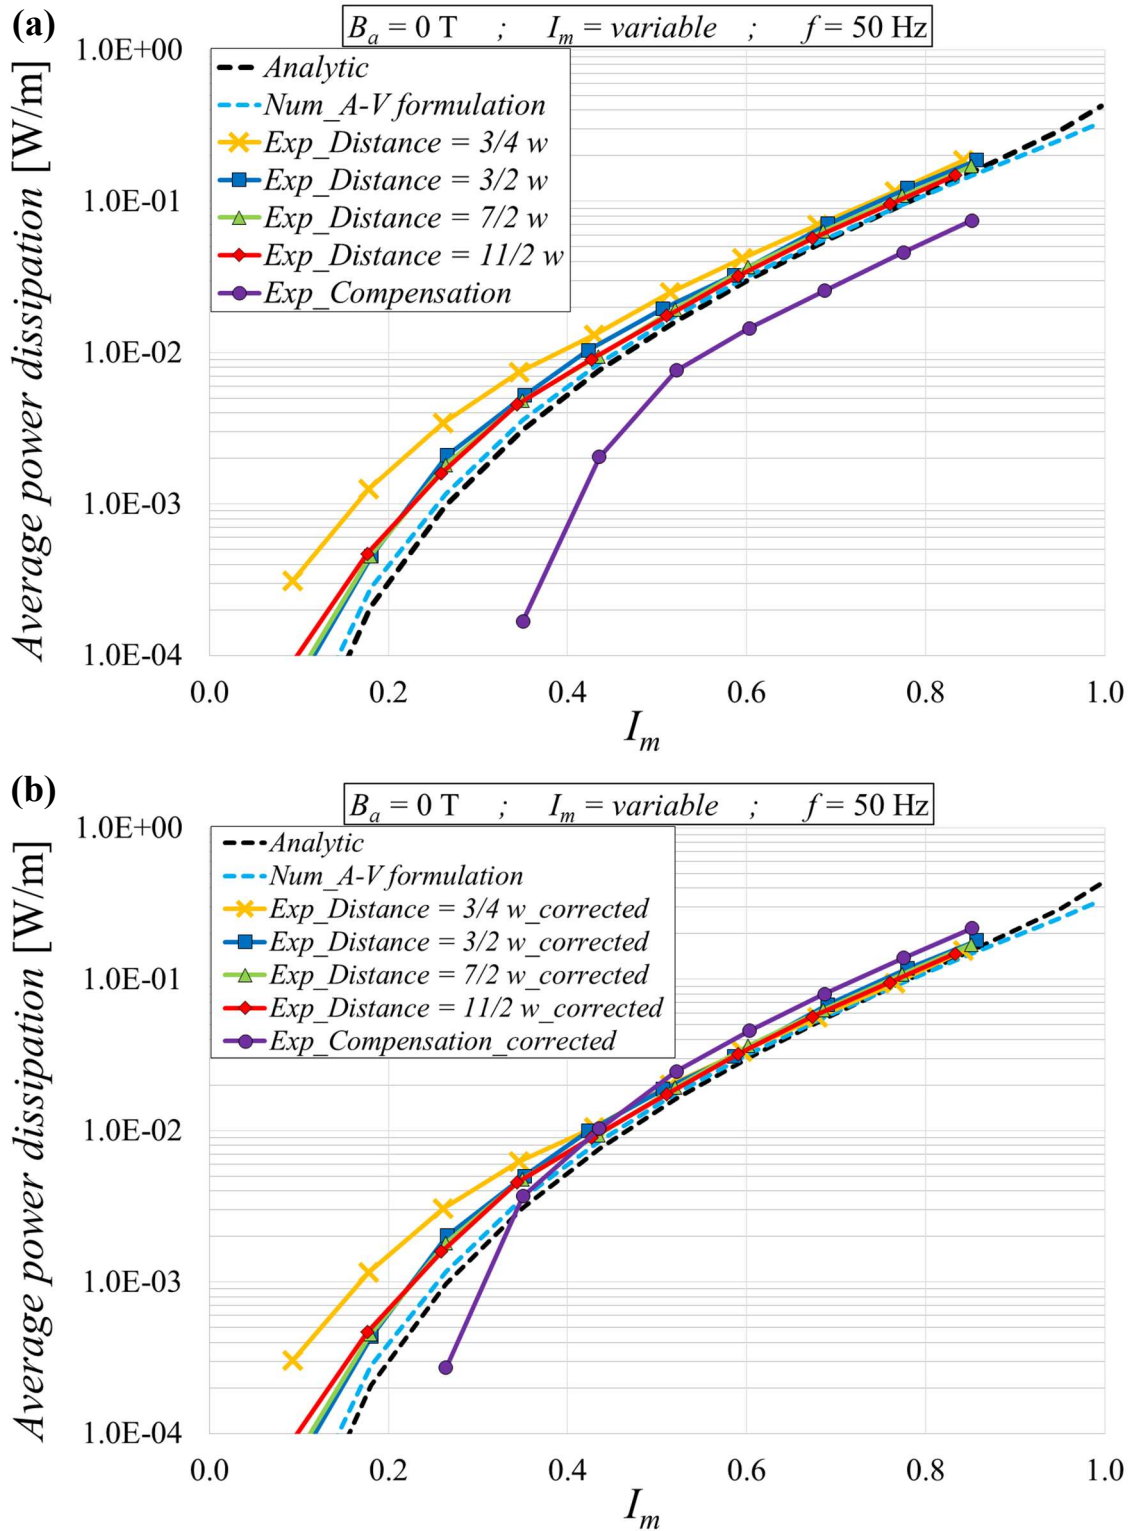 (a)
B_a = 0 T ; I_m = variable ; f = 50 Hz
Average power dissipation [W/m]
1.0E+00
1.0E-01
1.0E-02
1.0E-03
1.0E-04
Analytic
Num_A-V formulation
Exp_Distance = 3/4 w
Exp_Distance = 3/2 w
Exp_Distance = 7/2 w
Exp_Distance = 11/2 w
Exp_Compensation
0.0 0.2 0.4 0.6 0.8 1.0
I_m
(b)
B_a = 0 T ; I_m = variable ; f = 50 Hz
Average power dissipation [W/m]
1.0E+00
1.0E-01
1.0E-02
1.0E-03
1.0E-04
Analytic
Num_A-V formulation
Exp_Distance = 3/4 w_corrected
Exp_Distance = 3/2 w_corrected
Exp_Distance = 7/2 w_corrected
Exp_Distance = 11/2 w_corrected
Exp_Compensation_corrected
0.0 0.2 0.4 0.6 0.8 1.0
I_m